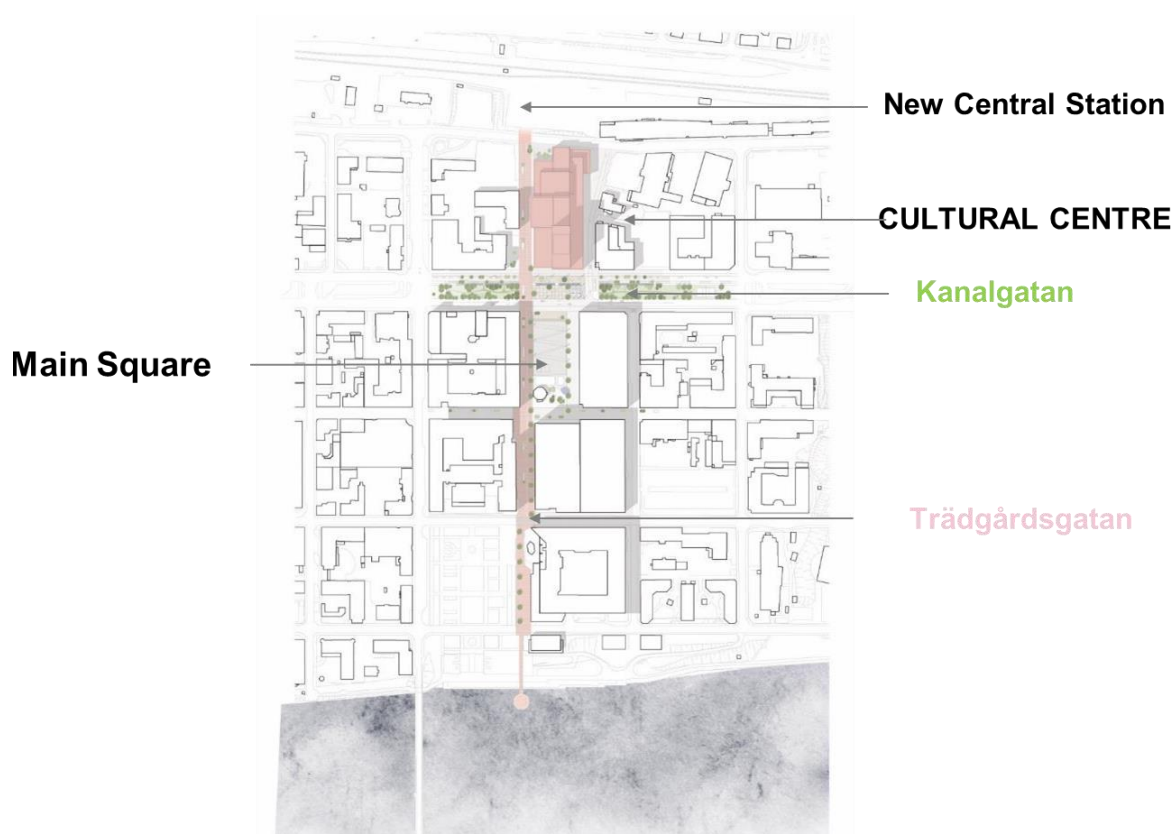 New Central Station
CULTURAL CENTRE
Kanalgatan
Main Square
Trädgårdsgatan